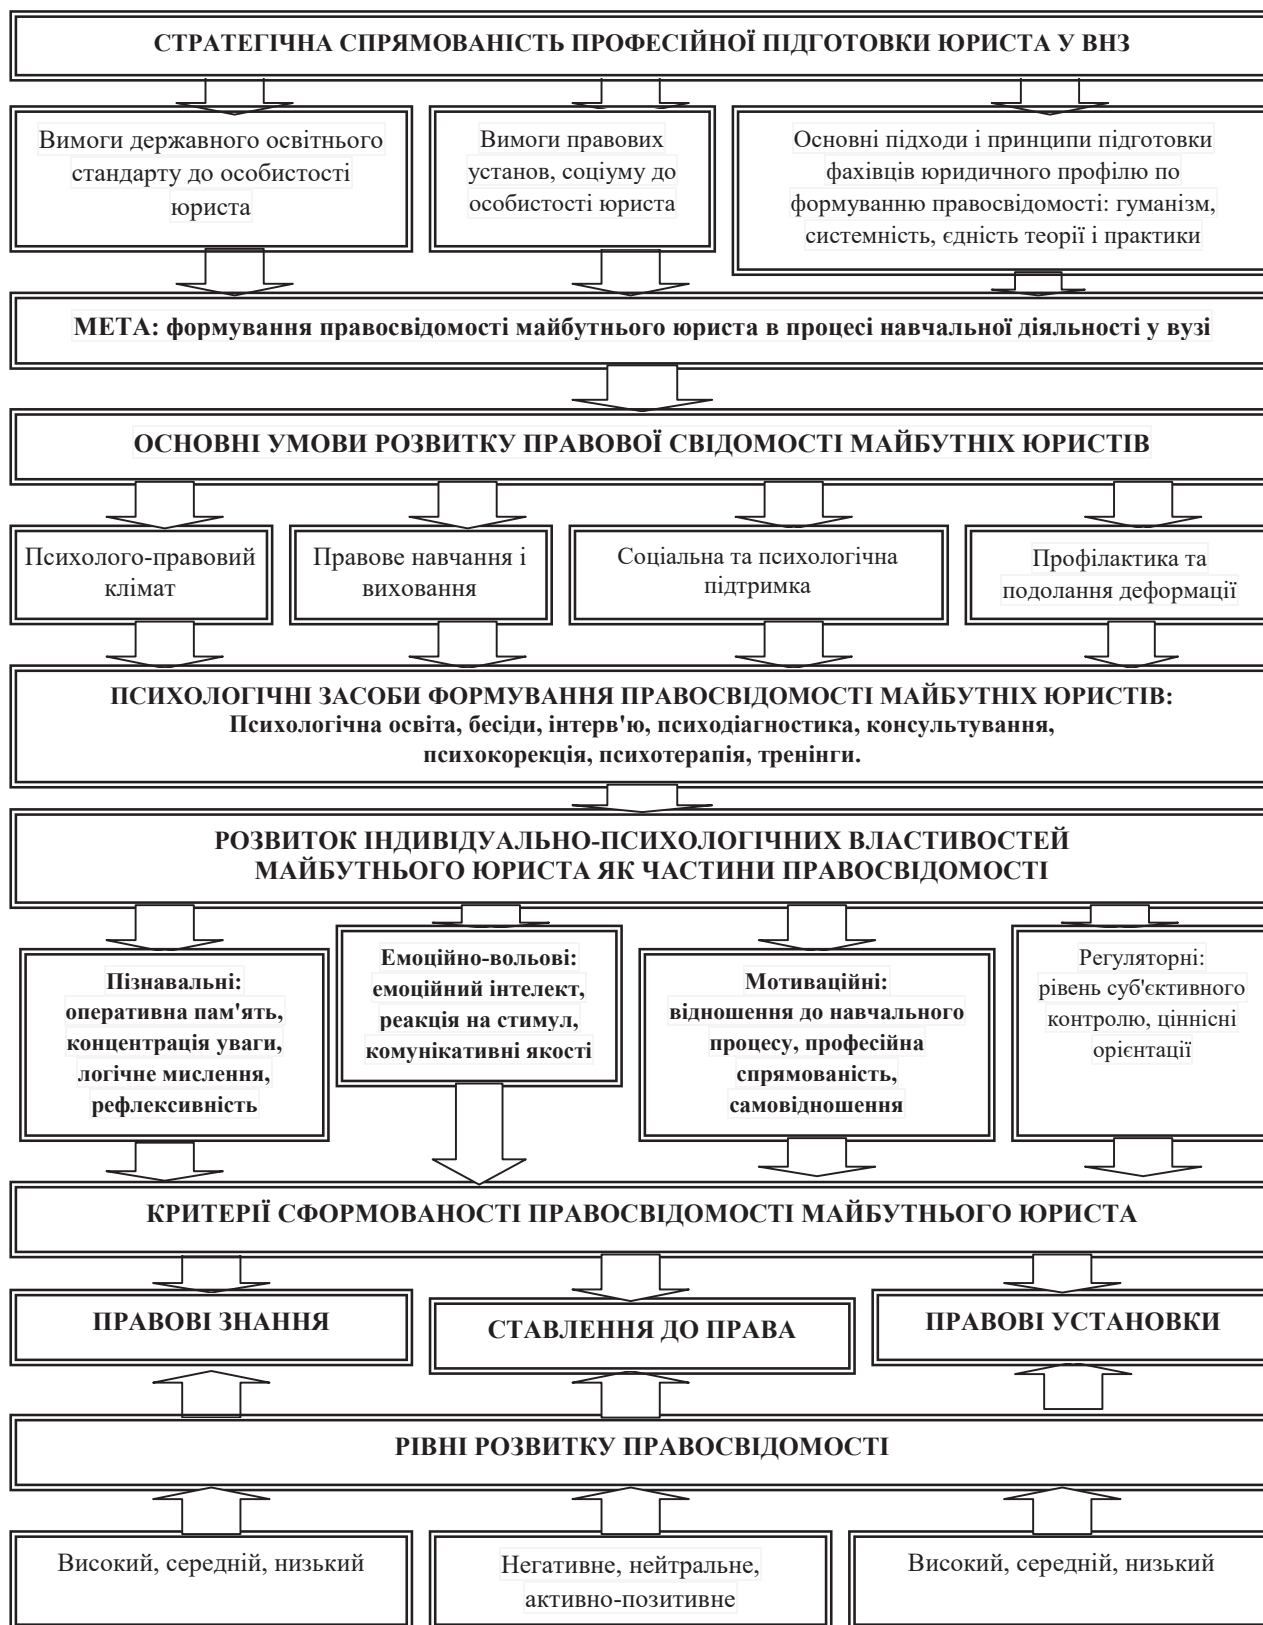 СТРАТЕГІЧНА СПРЯМОВАНІСТЬ ПРОФЕСІЙНОЇ ПІДГОТОВКИ ЮРИСТА У ВНЗ
Вимоги державного освітнього
стандарту до особистості
юриста
Вимоги правових
установ, соціуму до
особистості юриста
Основні підходи і принципи підготовки
фахівців юридичного профілю по
формуванню правосвідомості: гуманізм,
системність, єдність теорії і практики
МЕТА: формування правосвідомості майбутнього юриста в процесі навчальної діяльності у вузі
ОСНОВНІ УМОВИ РОЗВИТКУ ПРАВОВОЇ СВІДОМОСТІ МАЙБУТНІХ ЮРИСТІВ
Психолого-правовий
клімат
Правове навчання і
виховання
Соціальна та психологічна
підтримка
Профілактика та
подолання деформації
ПСИХОЛОГІЧНІ ЗАСОБИ ФОРМУВАННЯ ПРАВОСВІДОМОСТІ МАЙБУТНІХ ЮРИСТІВ:
Психологічна освіта, бесіди, інтерв'ю, психодіагностика, консультування,
психокорекція, психотерапія, тренінги.
РОЗВИТОК ІНДИВІДУАЛЬНО-ПСИХОЛОГІЧНИХ ВЛАСТИВОСТЕЙ
МАЙБУТНЬОГО ЮРИСТА ЯК ЧАСТИНИ ПРАВОСВІДОМОСТІ
Пізнавальні:
оперативна пам'ять,
концентрація уваги,
логічне мислення,
рефлексивність
Емоційно-вольові:
емоційний інтелект,
реакція на стимул,
комунікативні якості
Мотиваційні:
відношення до навчального
процесу, професійна
спрямованість,
самовідношення
Регуляторні:
рівень суб'єктивного
контролю, ціннісні
орієнтації
КРИТЕРІЇ СФОРМОВАНОСТІ ПРАВОСВІДОМОСТІ МАЙБУТНЬОГО ЮРИСТА
ПРАВОВІ ЗНАННЯ
СТАВЛЕННЯ ДО ПРАВА
ПРАВОВІ УСТАНОВКИ
РІВНІ РОЗВИТКУ ПРАВОСВІДОМОСТІ
Високий, середній, низький
Негативне, нейтральне,
активно-позитивне
Високий, середній, низький